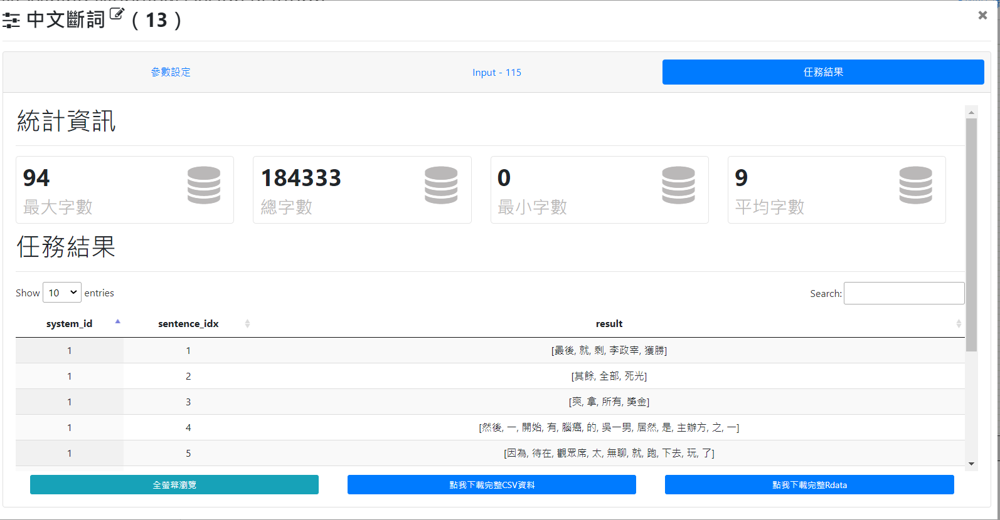 中文斷詞 ( 13 )
參數設定
Input - 115
任務結果
統計資訊
94
最大字數
184333
總字數
0
最小字數
9
平均字數
任務結果
Show 10 entries
Search:
system_id sentence_idx result
1 1 [最後, 就, 剩, 李政宰, 獲勝]
1 2 [其餘, 全部, 死光]
1 3 [爽, 拿, 所有, 獎金]
1 4 [然後, 一, 開始, 有, 腦癌, 的, 吳一男, 居然, 是, 主辦方, 之, 一]
1 5 [因為, 待在, 觀眾席, 太, 無聊, 就, 跑, 下去, 玩, 了]
全螢幕瀏覽
點我下載完整CSV資料
點我下載完整Rdata